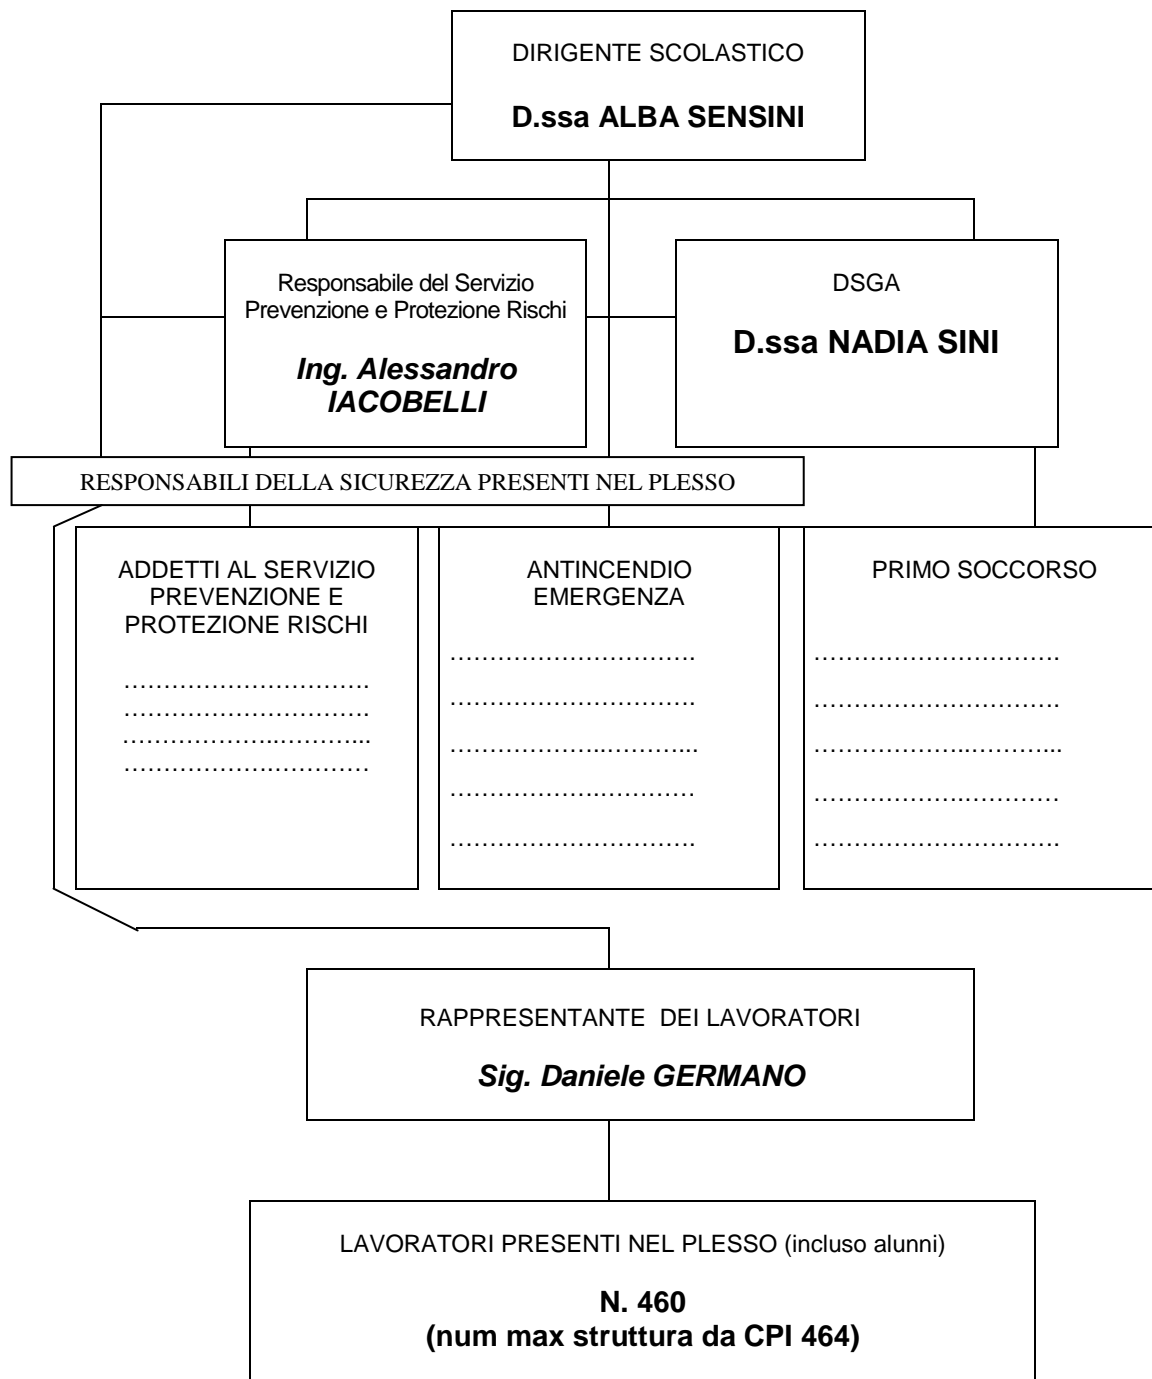 DIRIGENTE SCOLASTICO
D.ssa ALBA SENSINI
Responsabile del Servizio
Prevenzione e Protezione Rischi
Ing. Alessandro
IACOBELLI
DSGA
D.ssa NADIA SINI
RESPONSABILI DELLA SICUREZZA PRESENTI NEL PLESSO
ADDETTI AL SERVIZIO
PREVENZIONE E
PROTEZIONE RISCHI
………………………….
………………………….
………………...………...
……………….…………
ANTINCENDIO
EMERGENZA
………………………….
………………………….
………………...………...
……………….…………
………………………….
PRIMO SOCCORSO
………………………….
………………………….
………………...………...
……………….…………
………………………….
RAPPRESENTANTE  DEI LAVORATORI
Sig. Daniele GERMANO
LAVORATORI PRESENTI NEL PLESSO (incluso alunni)
N. 460
(num max struttura da CPI 464)